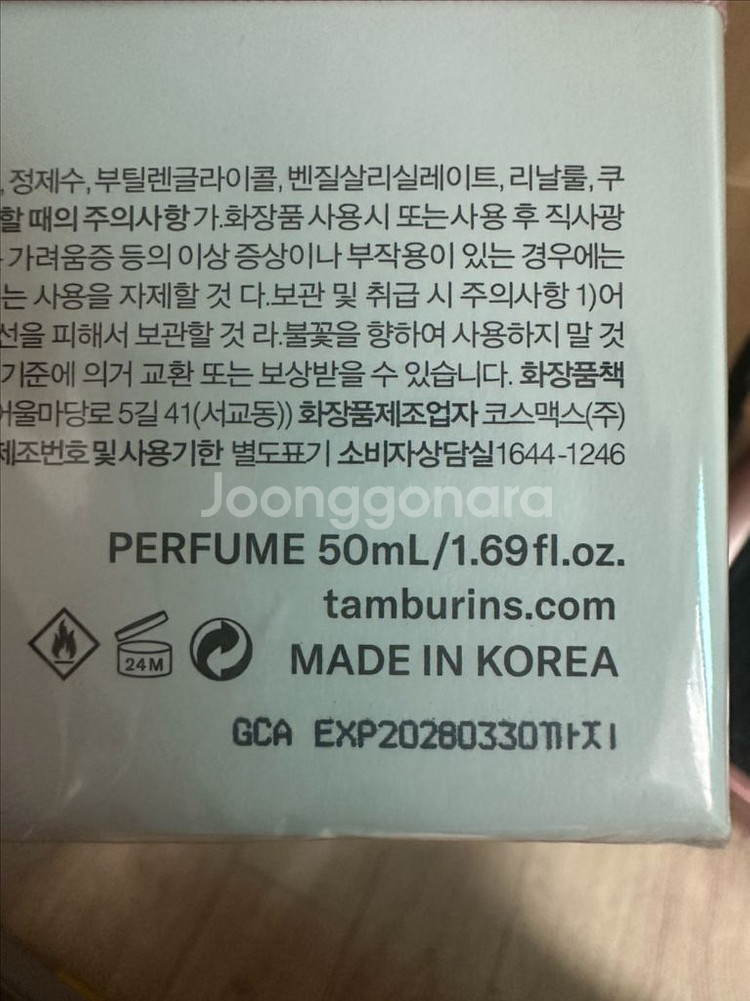 , 정제수, 부틸렌글라이콜, 벤질살리실레이트, 리날룰, 쿠
할 때의 주의사항 가.화장품 사용시 또는 사용 후 직사광
가려움증 등의 이상 증상이나 부작용이 있는 경우에는
는 사용을 자제할 것 다.보관 및 취급 시 주의사항 1)어
선을 피해서 보관할 것 라.불꽃을 향하여 사용하지 말 것
기준에 의거 교환 또는 보상받을 수 있습니다. 화장품책
어울마당로 5길 41(서교동)) 화장품제조업자 코스맥스(주)
제조번호 및 사용기한 별도표기 소비자상담실 1644-1246
Joonggonara
PERFUME 50mL/1.69fl.oz.
tamburins.com
24M
MADE IN KOREA
GCA EXP20280330까지